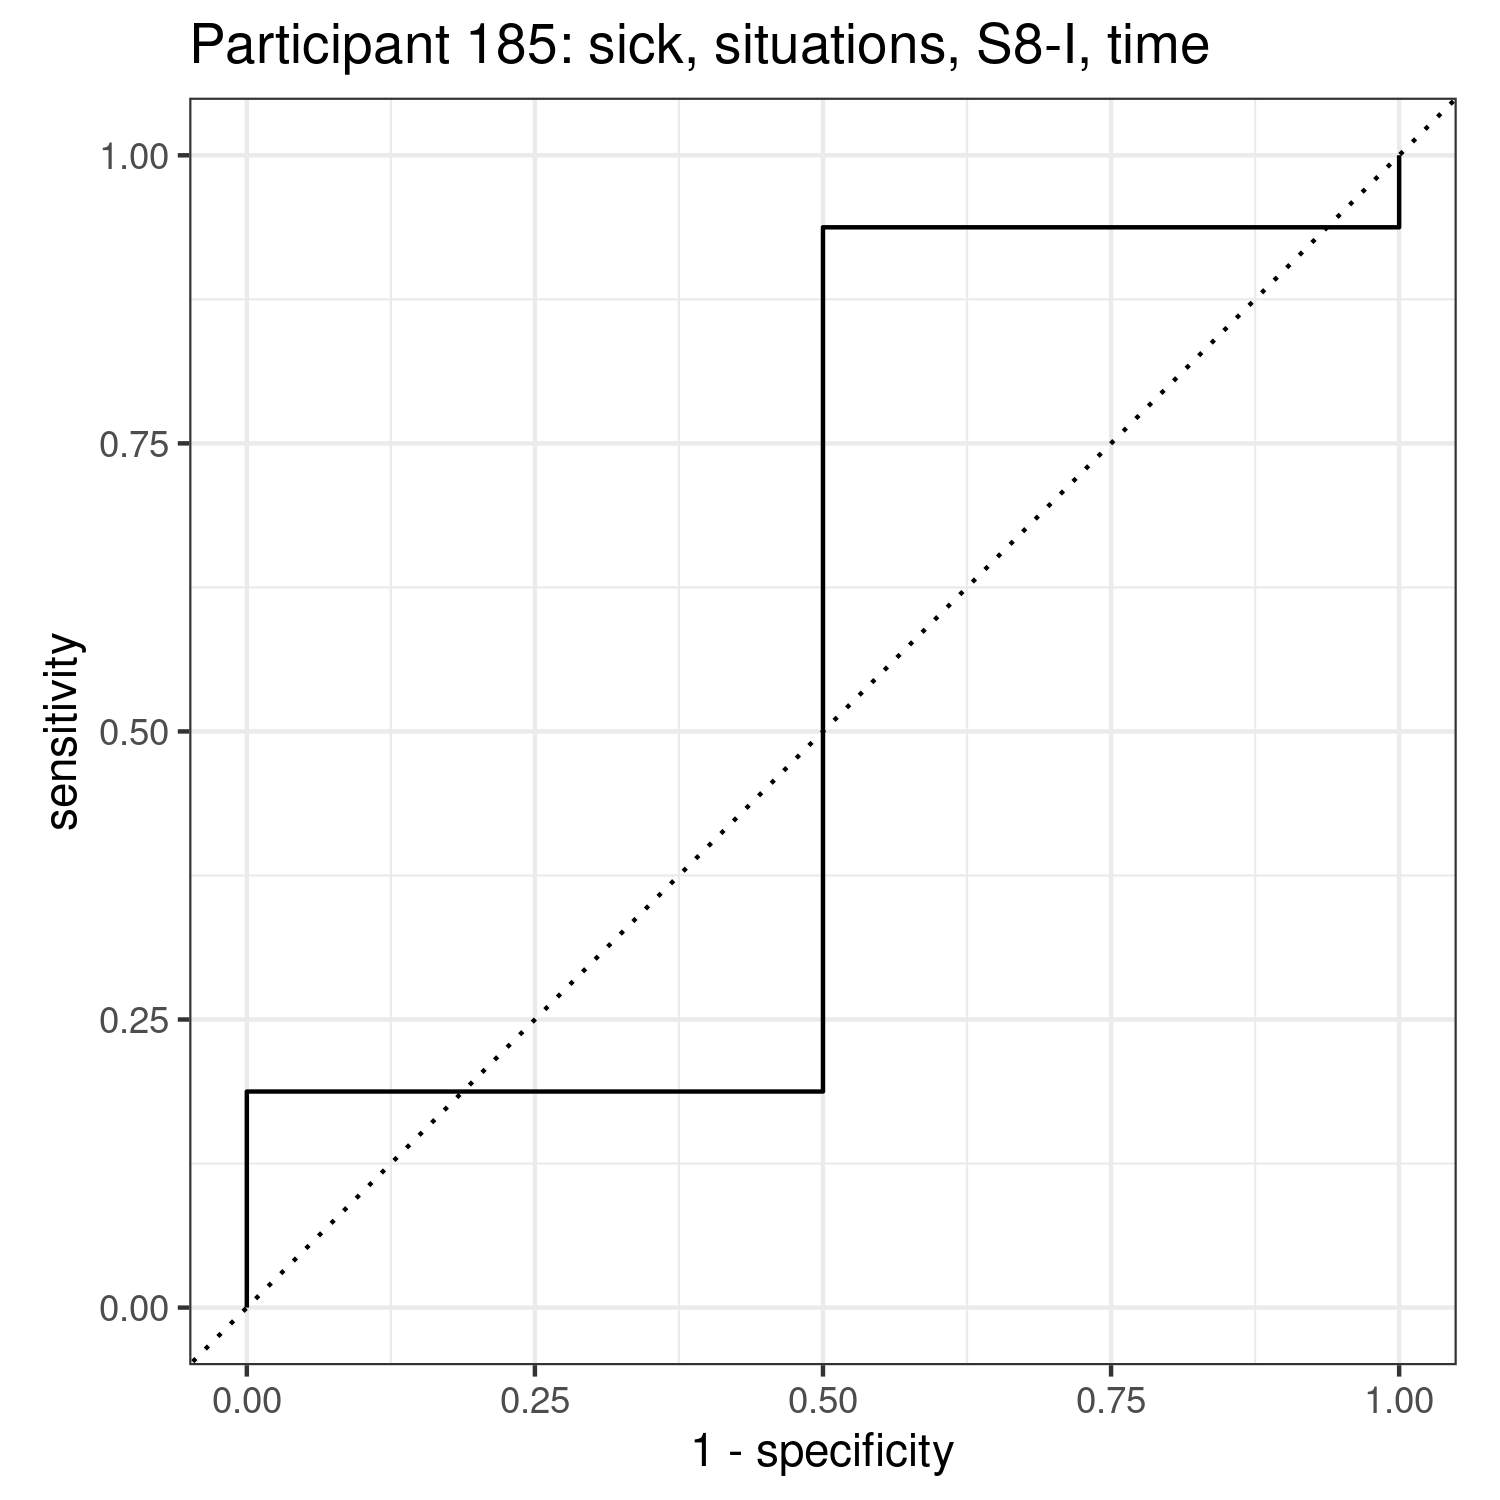 Participant 185: sick, situations, S8-I, time
1.00
0.75
0.50
0.25
0.00
sensitivity
0.00 0.25 0.50 0.75 1.00
1 - specificity